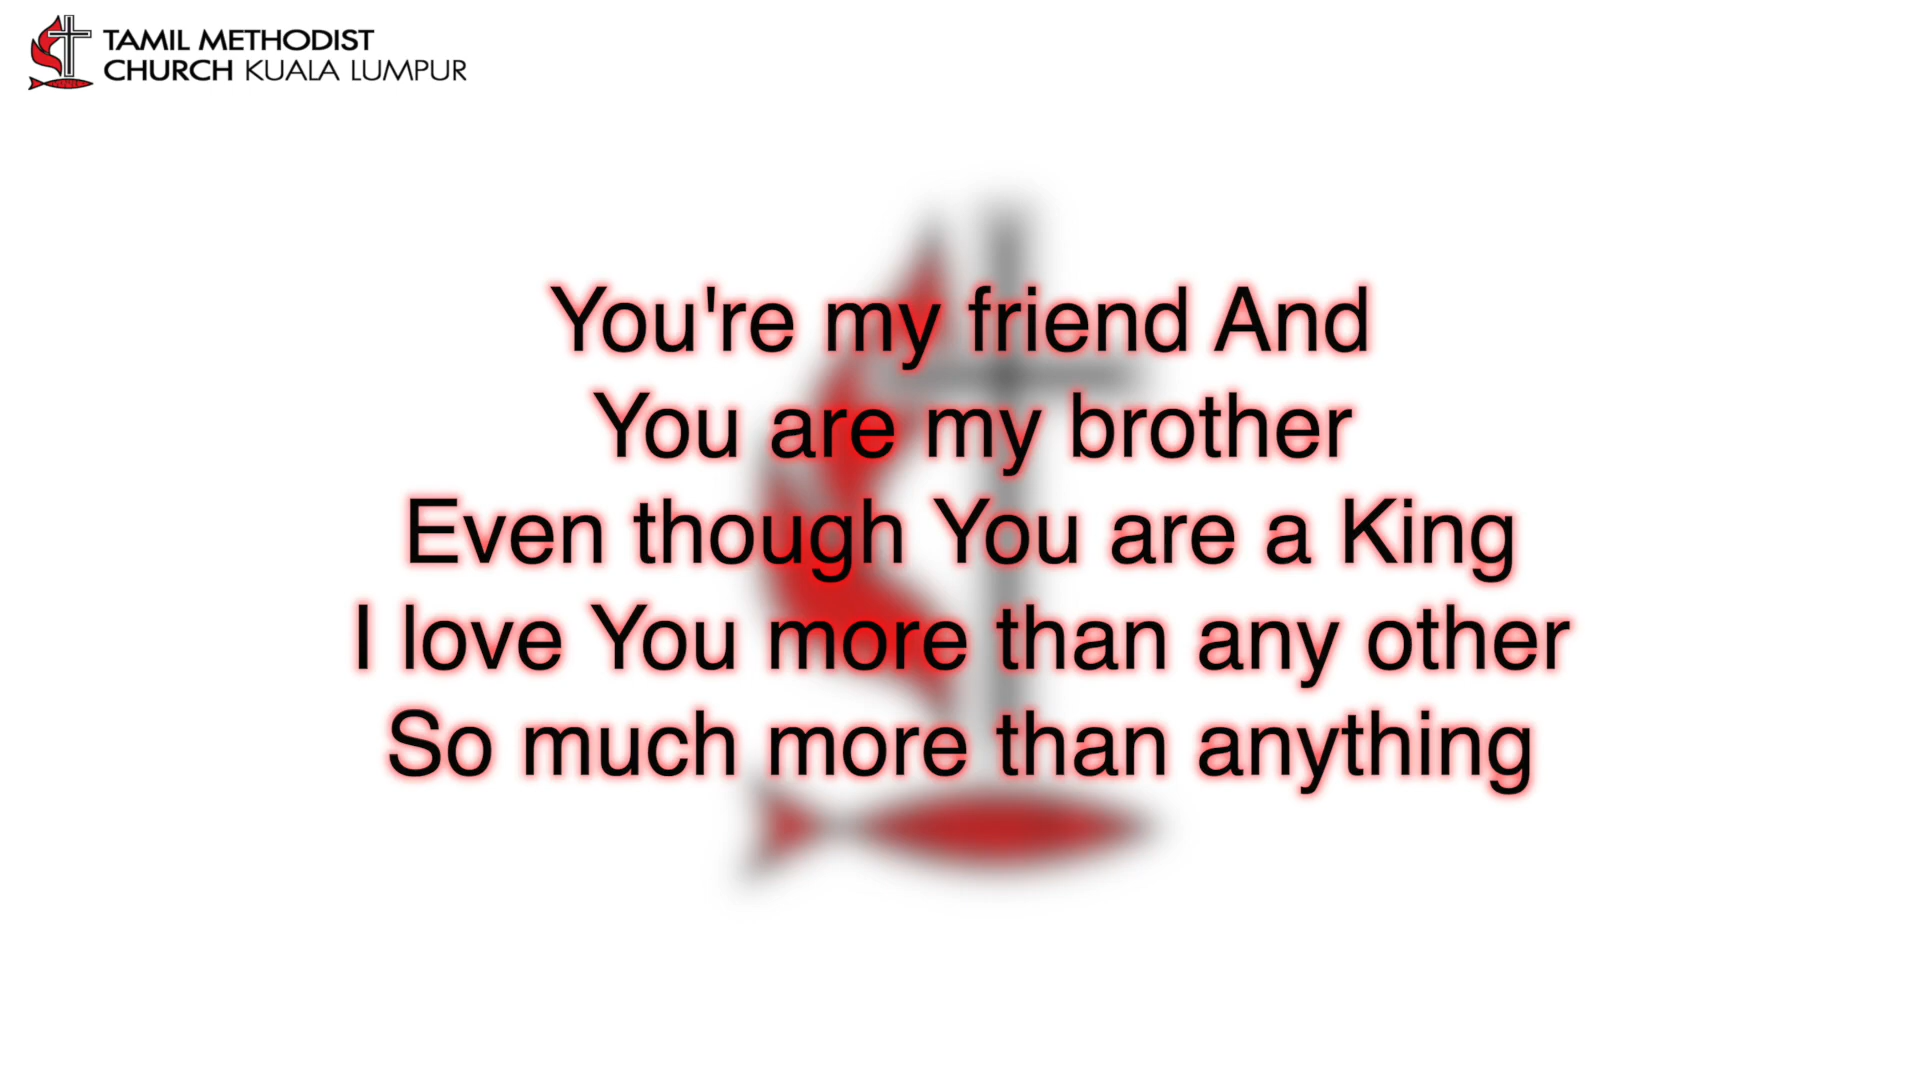 TAMIL METHODIST
CHURCH KUALA LUMPUR
You're my friend And
You are my brother
Even though You are a King
I love You more than any other
So much more than anything